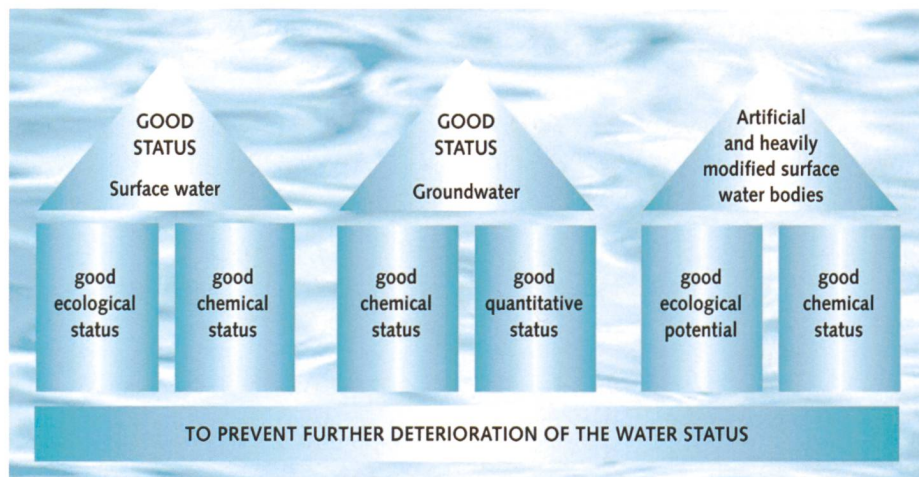 GOOD
STATUS
Surface water
GOOD
STATUS
Groundwater
Artificial
and heavily
modified surface
water bodies
good
ecological
status
good
chemical
status
good
chemical
status
good
quantitative
status
good
ecological
potential
good
chemical
status
TO PREVENT FURTHER DETERIORATION OF THE WATER STATUS